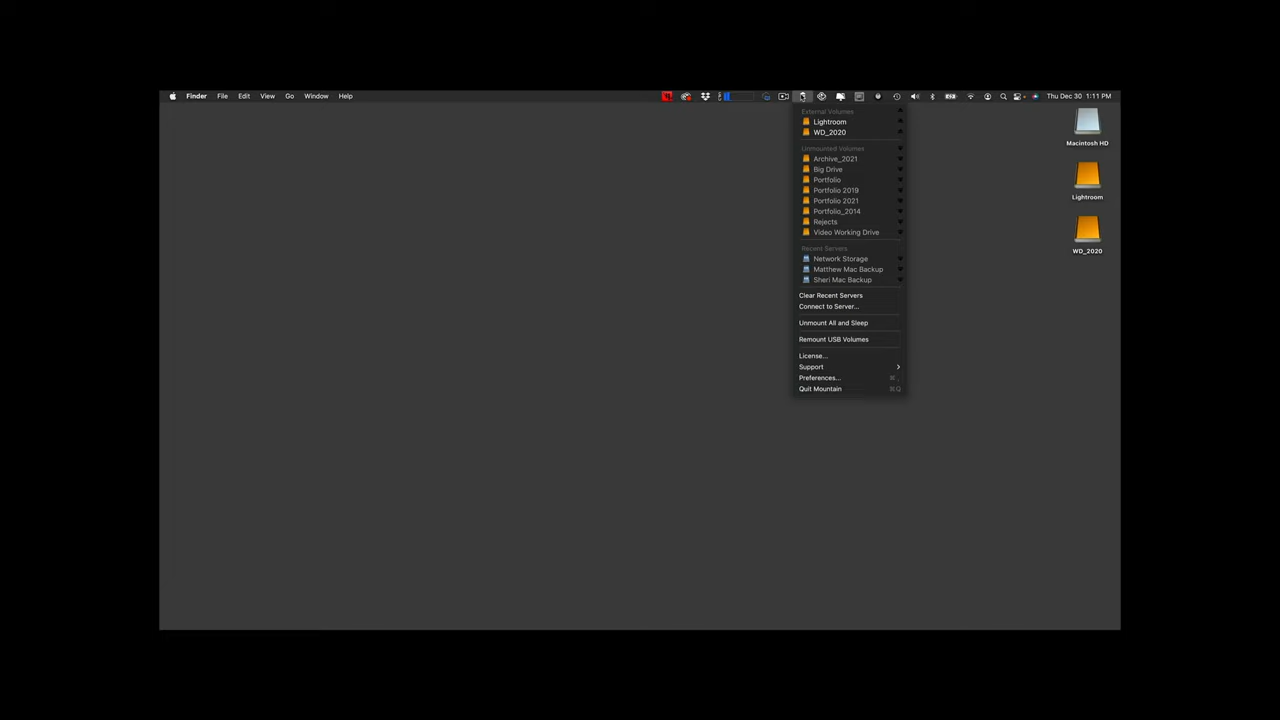 Finder File Edit View Go Window Help Thu Dec 30 1:11 PM
External Volumes
Lightroom
WD_2020
Unmounted Volumes
Archive_2021
Big Drive
Portfolio
Portfolio 2019
Portfolio 2021
Portfolio_2014
Rejects
Video Working Drive
Recent Servers
Network Storage
Matthew Mac Backup
Sheri Mac Backup
Clear Recent Servers
Connect to Server...
Unmount All and Sleep
Remount USB Volumes
License...
Support
Preferences... ⌘ ,
Quit Mountain ⌘Q
Macintosh HD
Lightroom
WD_2020